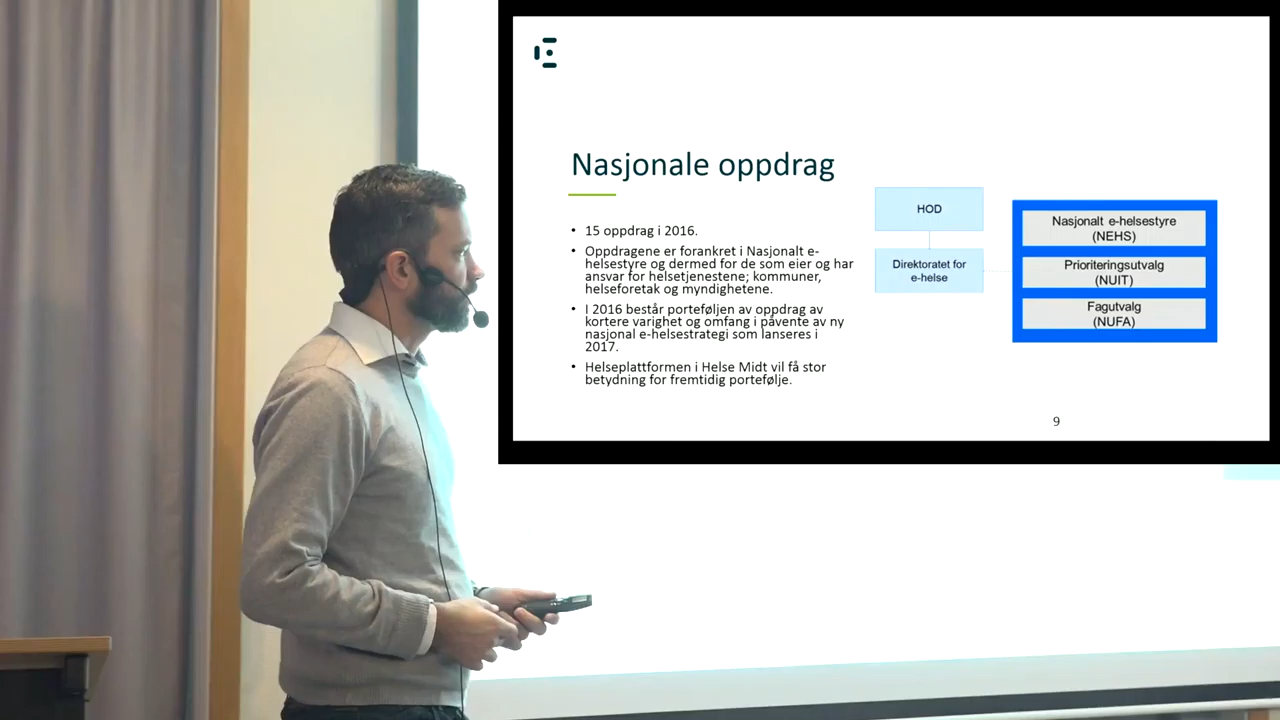 Nasjonale oppdrag
• 15 oppdrag i 2016.
• Oppdragene er forankret i Nasjonalt e-
helsestyre og dermed for de som eier og har
ansvar for helsetjenestene; kommuner,
helseforetak og myndighetene.
• I 2016 består porteføljen av oppdrag av
kortere varighet og omfang i påvente av ny
nasjonal e-helsestrategi som lanseres i
2017.
• Helseplattformen i Helse Midt vil få stor
betydning for fremtidig portefølje.
HOD
Direktoratet for
e-helse
Nasjonalt e-helsestyre
(NEHS)
Prioriteringsutvalg
(NUIT)
Fagutvalg
(NUFA)
9